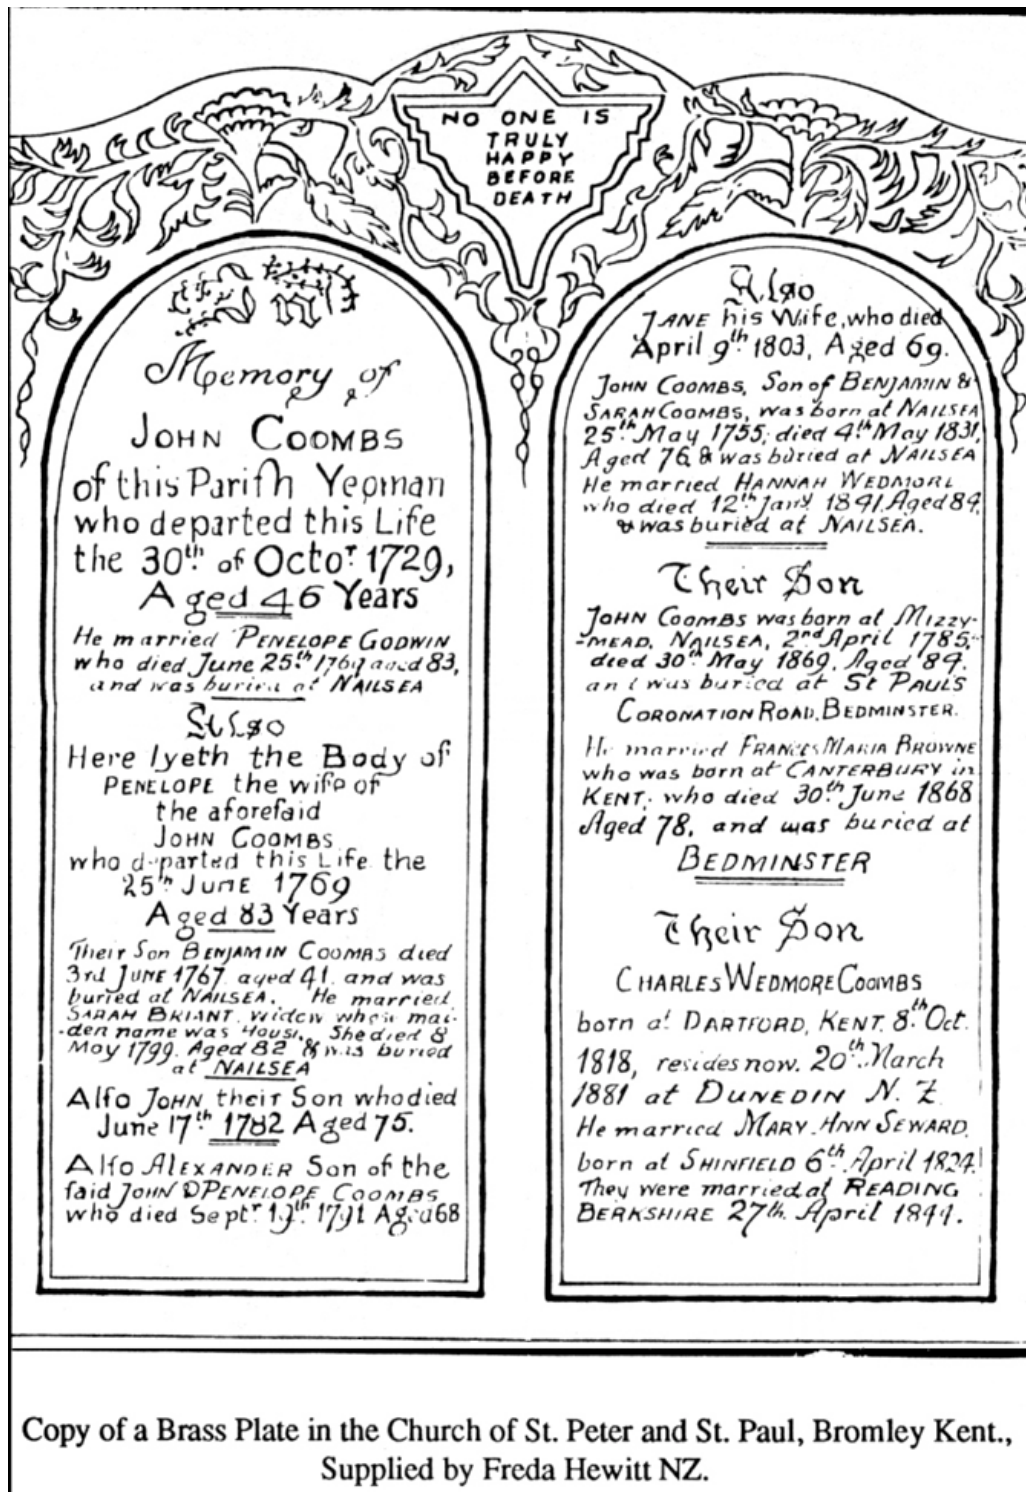 NO ONE IS
TRULY
HAPPY
BEFORE
DEATH
In
Memory of
JOHN COOMBS
of this Parish Yeoman
who departed this Life
the 30th of Octor 1729,
Aged 46 Years
He married PENELOPE GODWIN
who died June 25th 1769 aged 83,
and was buried at NAILSEA
Also
Here lyeth the Body of
PENELOPE the wife of
the aforesaid
JOHN COOMBS
who departed this Life the
25th JUNE 1769
Aged 83 Years
Their Son BENJAMIN COOMBS died
3rd JUNE 1767. aged 41. and was
buried at NAILSEA. He married
SARAH BRIANT, widow whose mai-
-den name was House. She died 8
May 1799. Aged 82 & was buried
at NAILSEA
Also JOHN their Son who died
June 17th 1782 Aged 75.
Also ALEXANDER Son of the
said JOHN & PENELOPE COOMBS
who died Septr 19th 1791 Aged 68
Also
JANE his Wife, who died
April 9th 1803, Aged 69.
JOHN COOMBS, Son of BENJAMIN &
SARAH COOMBS, was born at NAILSEA
25th May 1755; died 4th May 1831,
Aged 76, & was buried at NAILSEA
He married HANNAH WEDMORE
who died 12th Jany 1841. Aged 84,
& was buried at NAILSEA.
Their Son
JOHN COOMBS was born at MIZZY-
-MEAD, NAILSEA, 2nd April 1785,
died 30th May 1869, Aged 84.
and was buried at ST PAULS
CORONATION ROAD, BEDMINSTER.
He married FRANCES MARIA BROWNE
who was born at CANTERBURY in
KENT, who died 30th June 1868
Aged 78, and was buried at
BEDMINSTER
Their Son
CHARLES WEDMORE COOMBS
born at DARTFORD, KENT. 8th Oct.
1818, resides now. 20th March
1881 at DUNEDIN N. Z.
He married MARY ANN SEWARD,
born at SHINFIELD 6th April 1824.
They were married at READING
BERKSHIRE 27th. April 1844.
Copy of a Brass Plate in the Church of St. Peter and St. Paul, Bromley Kent.,
Supplied by Freda Hewitt NZ.